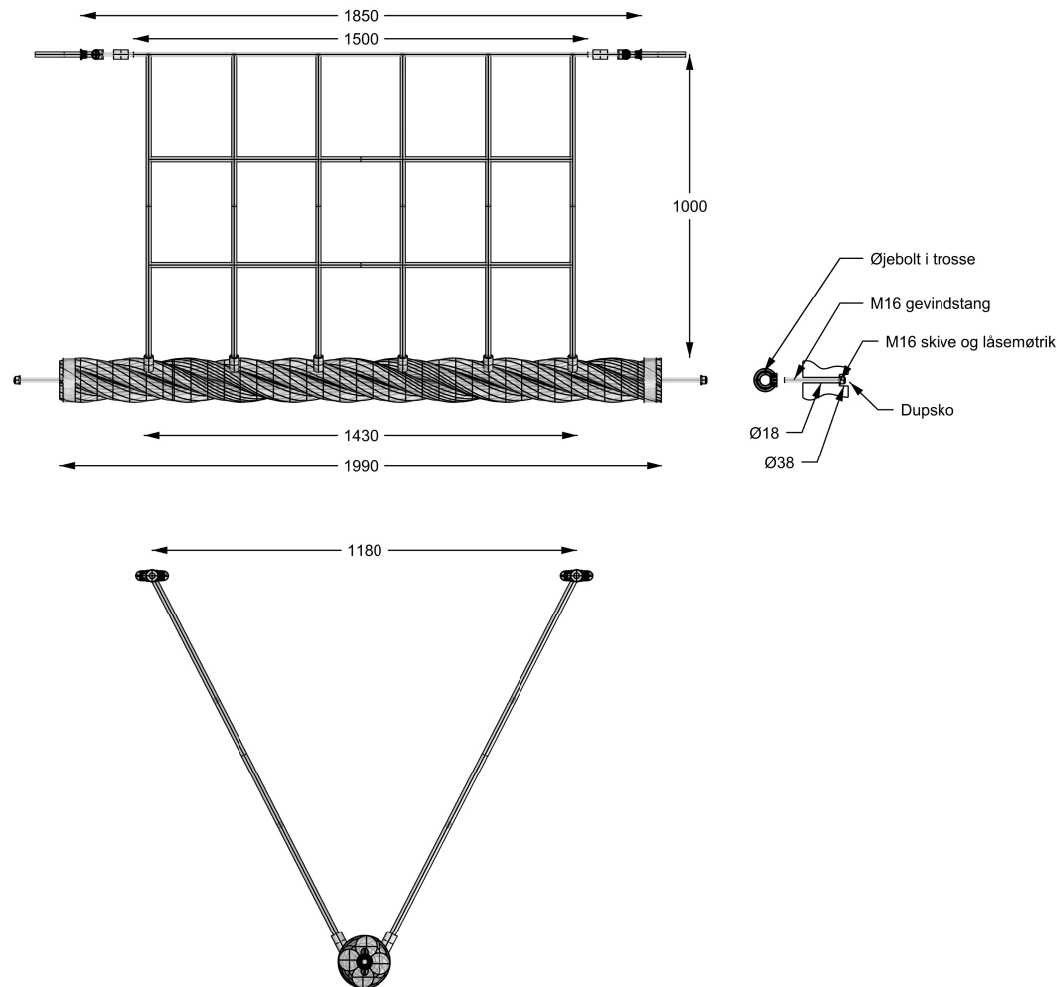 1850
1500
1000
Øjebolt i trosse
M16 gevindstang
M16 skive og låsemøtrik
Dupsko
Ø18
Ø38
1430
1990
1180